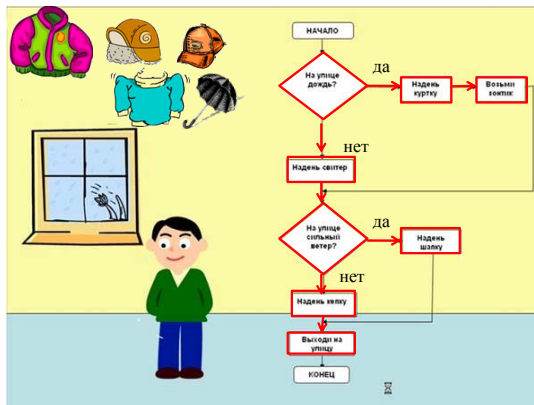 НАЧАЛО
На улице
дождь?
да
Надень
куртку
Возьми
зонтик
нет
Надень свитер
На улице
сильный
ветер?
да
Надень
шапку
нет
Надень кепку
Выходи на
улицу
КОНЕЦ